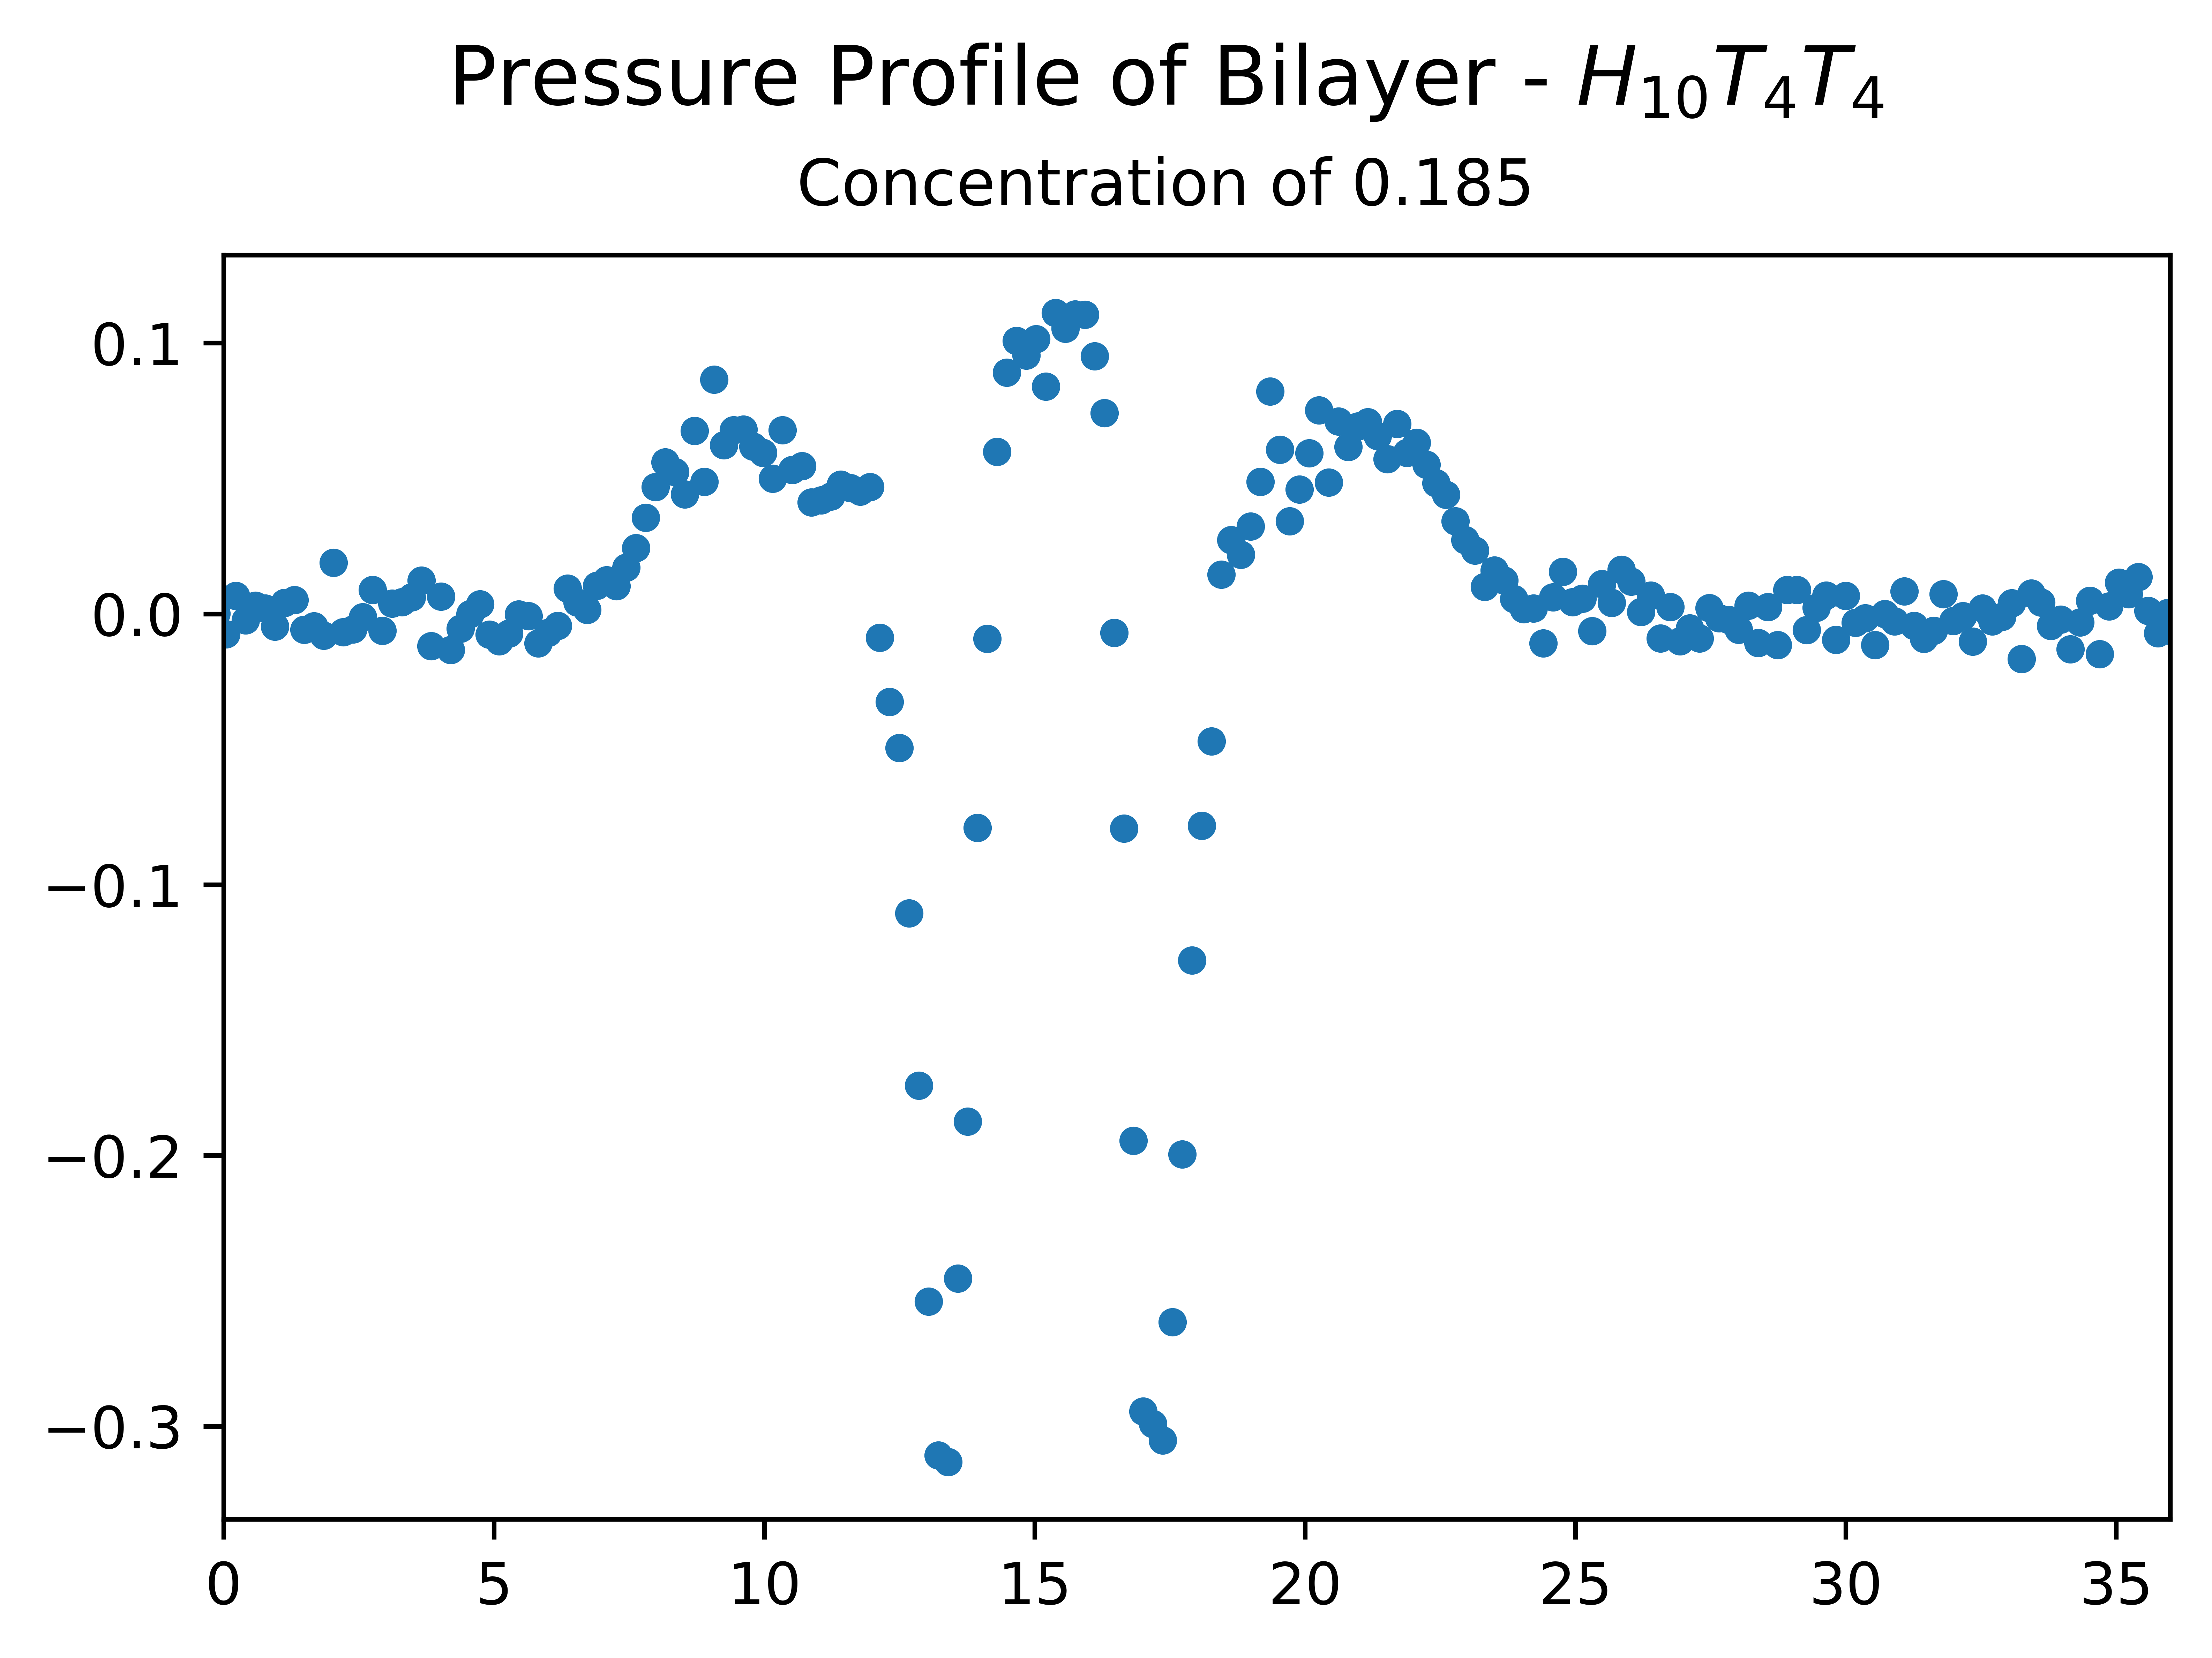 Pressure Profile of Bilayer - H₁₀T₄T₄
Concentration of 0.185
0.1
0.0
−0.1
−0.2
−0.3
0 5 10 15 20 25 30 35